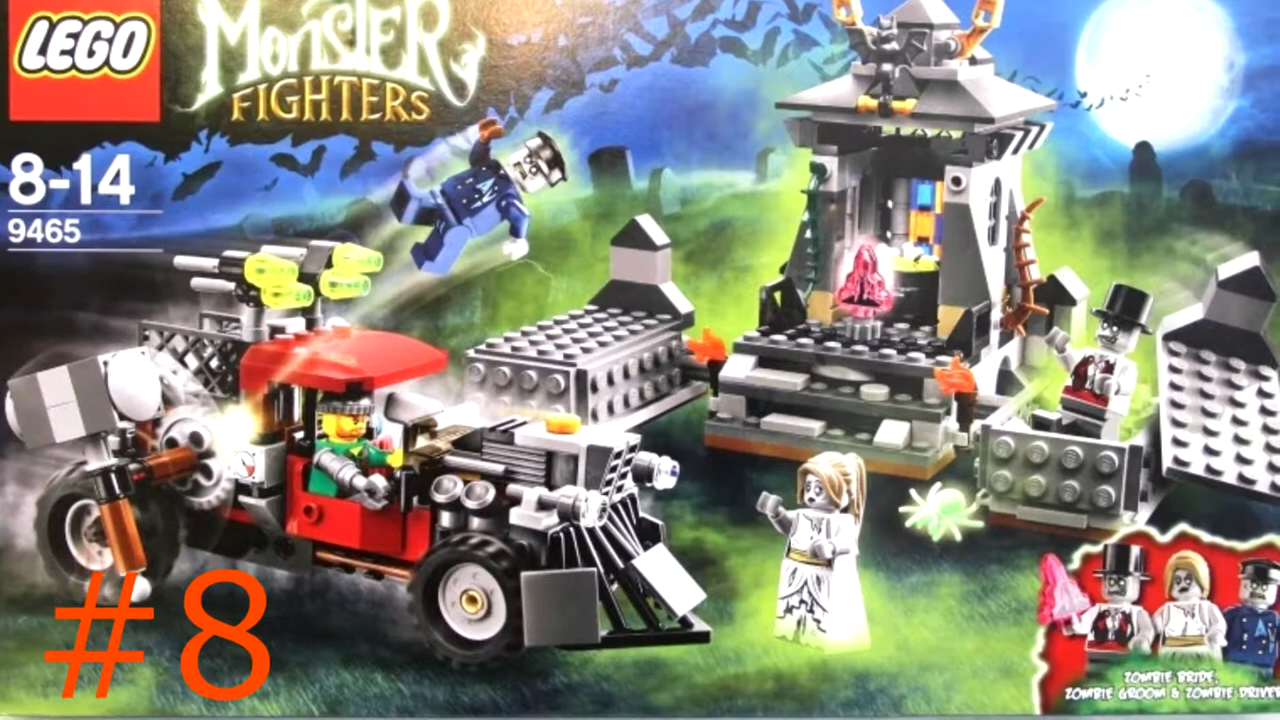 LEGO
MONSTER
FIGHTERS
8-14
9465
#8
ZOMBIE BRIDE,
ZOMBIE GROOM & ZOMBIE DRIVER